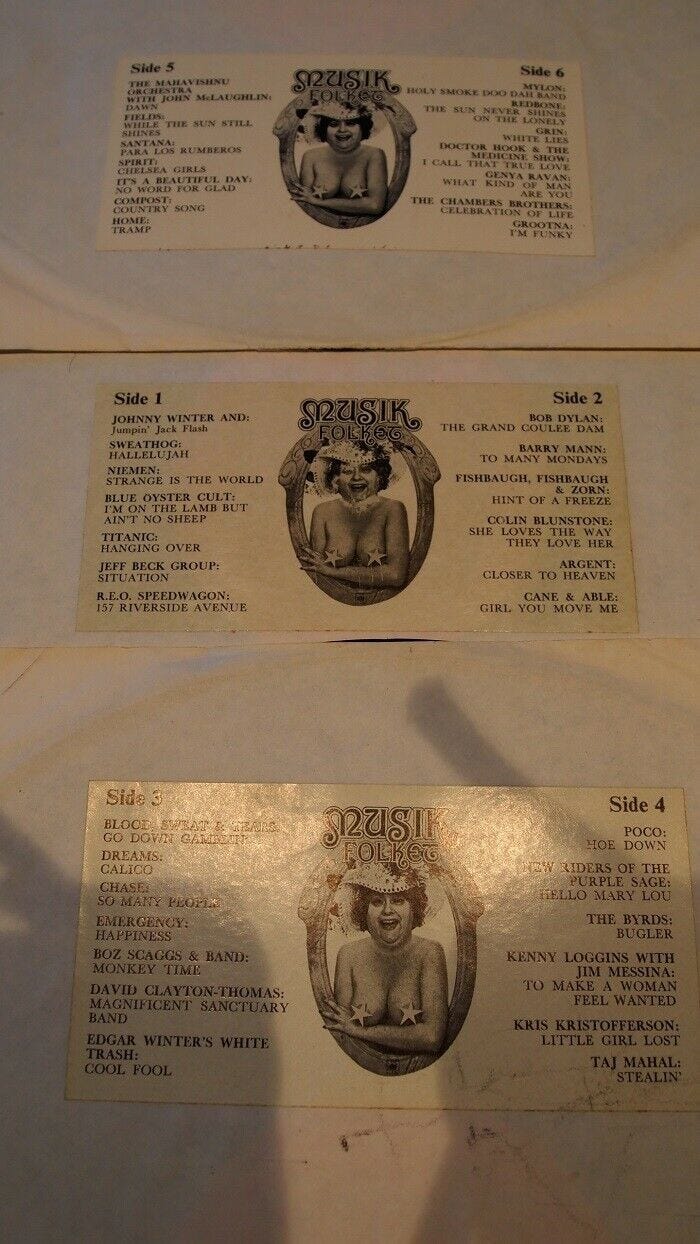 Side 5
THE MAHAVISHNU
ORCHESTRA
WITH JOHN McLAUGHLIN:
DAWN
FIELDS:
WHILE THE SUN STILL
SHINES
SANTANA:
PARA LOS RUMBEROS
SPIRIT:
CHELSEA GIRLS
IT'S A BEAUTIFUL DAY:
NO WORD FOR GLAD
COMPOST:
COUNTRY SONG
HOME:
TRAMP
MUSIK
FOLKET
Side 6
MYLON:
HOLY SMOKE DOO DAH BAND
REDBONE:
THE SUN NEVER SHINES
ON THE LONELY
GRIN:
WHITE LIES
DOCTOR HOOK & THE
MEDICINE SHOW:
I CALL THAT TRUE LOVE
GENYA RAVAN:
WHAT KIND OF MAN
ARE YOU
THE CHAMBERS BROTHERS:
CELEBRATION OF LIFE
GROOTNA:
I'M FUNKY
Side 1
JOHNNY WINTER AND:
Jumpin' Jack Flash
SWEATHOG:
HALLELUJAH
NIEMEN:
STRANGE IS THE WORLD
BLUE ÖYSTER CULT:
I'M ON THE LAMB BUT
AIN'T NO SHEEP
TITANIC:
HANGING OVER
JEFF BECK GROUP:
SITUATION
R.E.O. SPEEDWAGON:
157 RIVERSIDE AVENUE
MUSIK
FOLKET
Side 2
BOB DYLAN:
THE GRAND COULEE DAM
BARRY MANN:
TO MANY MONDAYS
FISHBAUGH, FISHBAUGH
& ZORN:
HINT OF A FREEZE
COLIN BLUNSTONE:
SHE LOVES THE WAY
THEY LOVE HER
ARGENT:
CLOSER TO HEAVEN
CANE & ABLE:
GIRL YOU MOVE ME
Side 3
BLOOD, SWEAT & TEARS:
GO DOWN GAMBLIN'
DREAMS:
CALICO
CHASE:
SO MANY PEOPLE
EMERGENCY:
HAPPINESS
BOZ SCAGGS & BAND:
MONKEY TIME
DAVID CLAYTON-THOMAS:
MAGNIFICENT SANCTUARY
BAND
EDGAR WINTER'S WHITE
TRASH:
COOL FOOL
MUSIK
FOLKET
Side 4
POCO:
HOE DOWN
NEW RIDERS OF THE
PURPLE SAGE:
HELLO MARY LOU
THE BYRDS:
BUGLER
KENNY LOGGINS WITH
JIM MESSINA:
TO MAKE A WOMAN
FEEL WANTED
KRIS KRISTOFFERSON:
LITTLE GIRL LOST
TAJ MAHAL:
STEALIN'